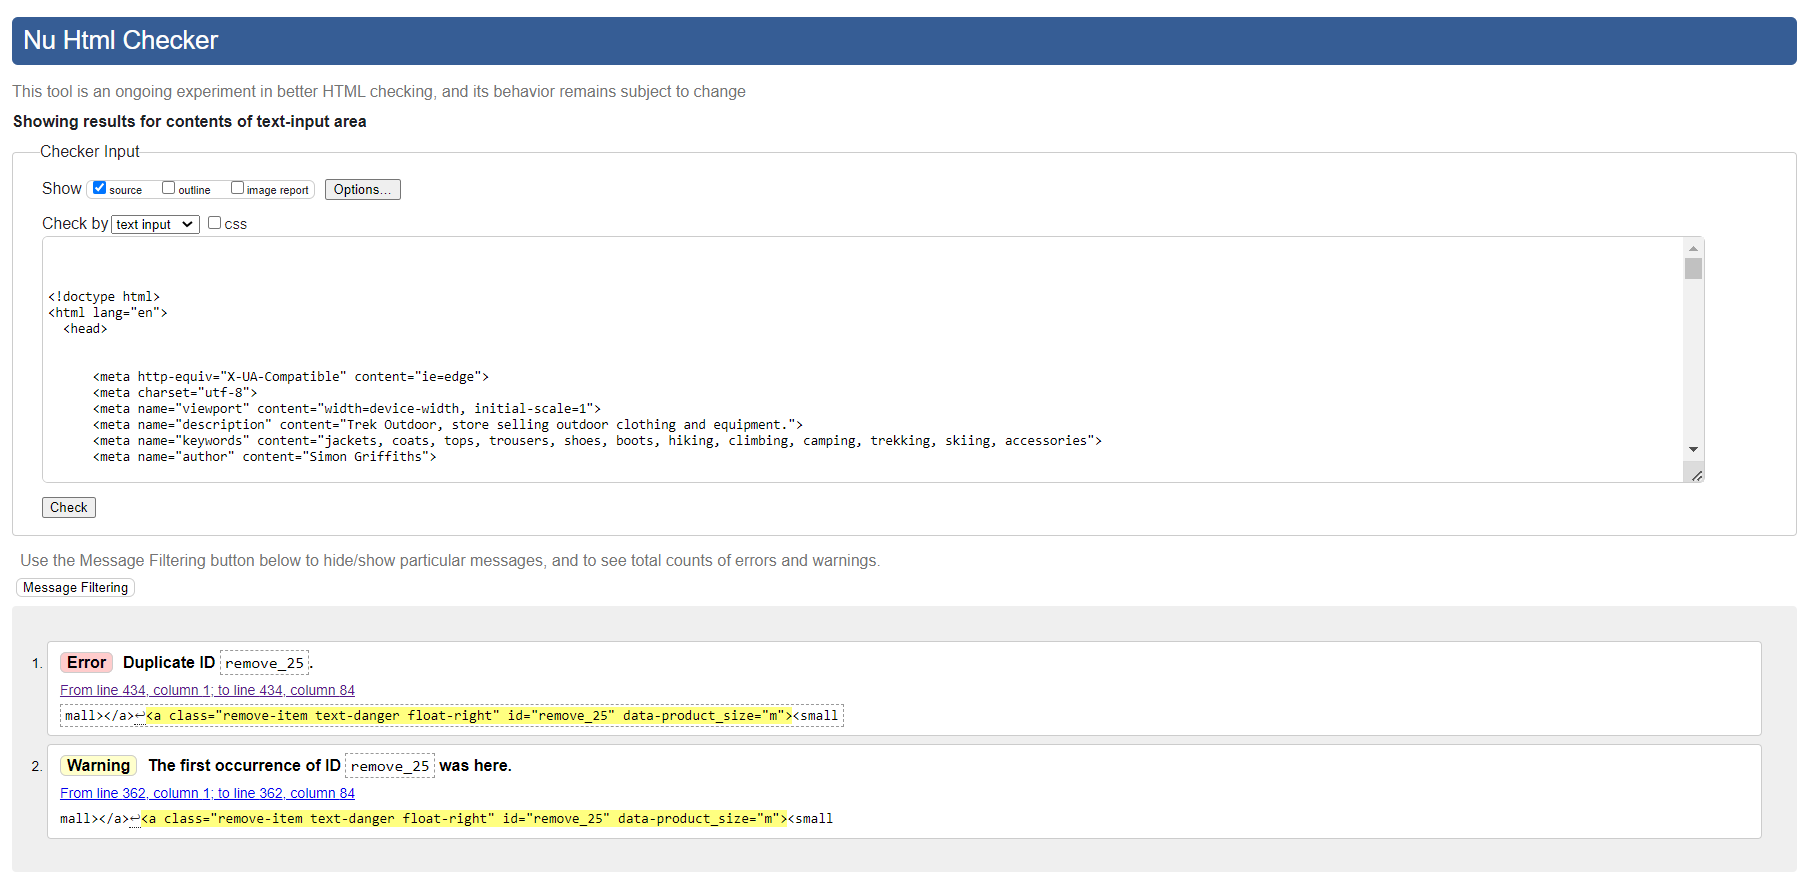 Nu Html Checker
This tool is an ongoing experiment in better HTML checking, and its behavior remains subject to change
Showing results for contents of text-input area
Checker Input
Show source outline image report Options...
Check by text input css
<!doctype html>
<html lang="en">
<head>
<meta http-equiv="X-UA-Compatible" content="ie=edge">
<meta charset="utf-8">
<meta name="viewport" content="width=device-width, initial-scale=1">
<meta name="description" content="Trek Outdoor, store selling outdoor clothing and equipment.">
<meta name="keywords" content="jackets, coats, tops, trousers, shoes, boots, hiking, climbing, camping, trekking, skiing, accessories">
<meta name="author" content="Simon Griffiths">
Check
Use the Message Filtering button below to hide/show particular messages, and to see total counts of errors and warnings.
Message Filtering
1. Error Duplicate ID remove_25.
From line 434, column 1; to line 434, column 84
mall></a>↩<a class="remove-item text-danger float-right" id="remove_25" data-product_size="m"><small
2. Warning The first occurrence of ID remove_25 was here.
From line 362, column 1; to line 362, column 84
mall></a>↩<a class="remove-item text-danger float-right" id="remove_25" data-product_size="m"><small